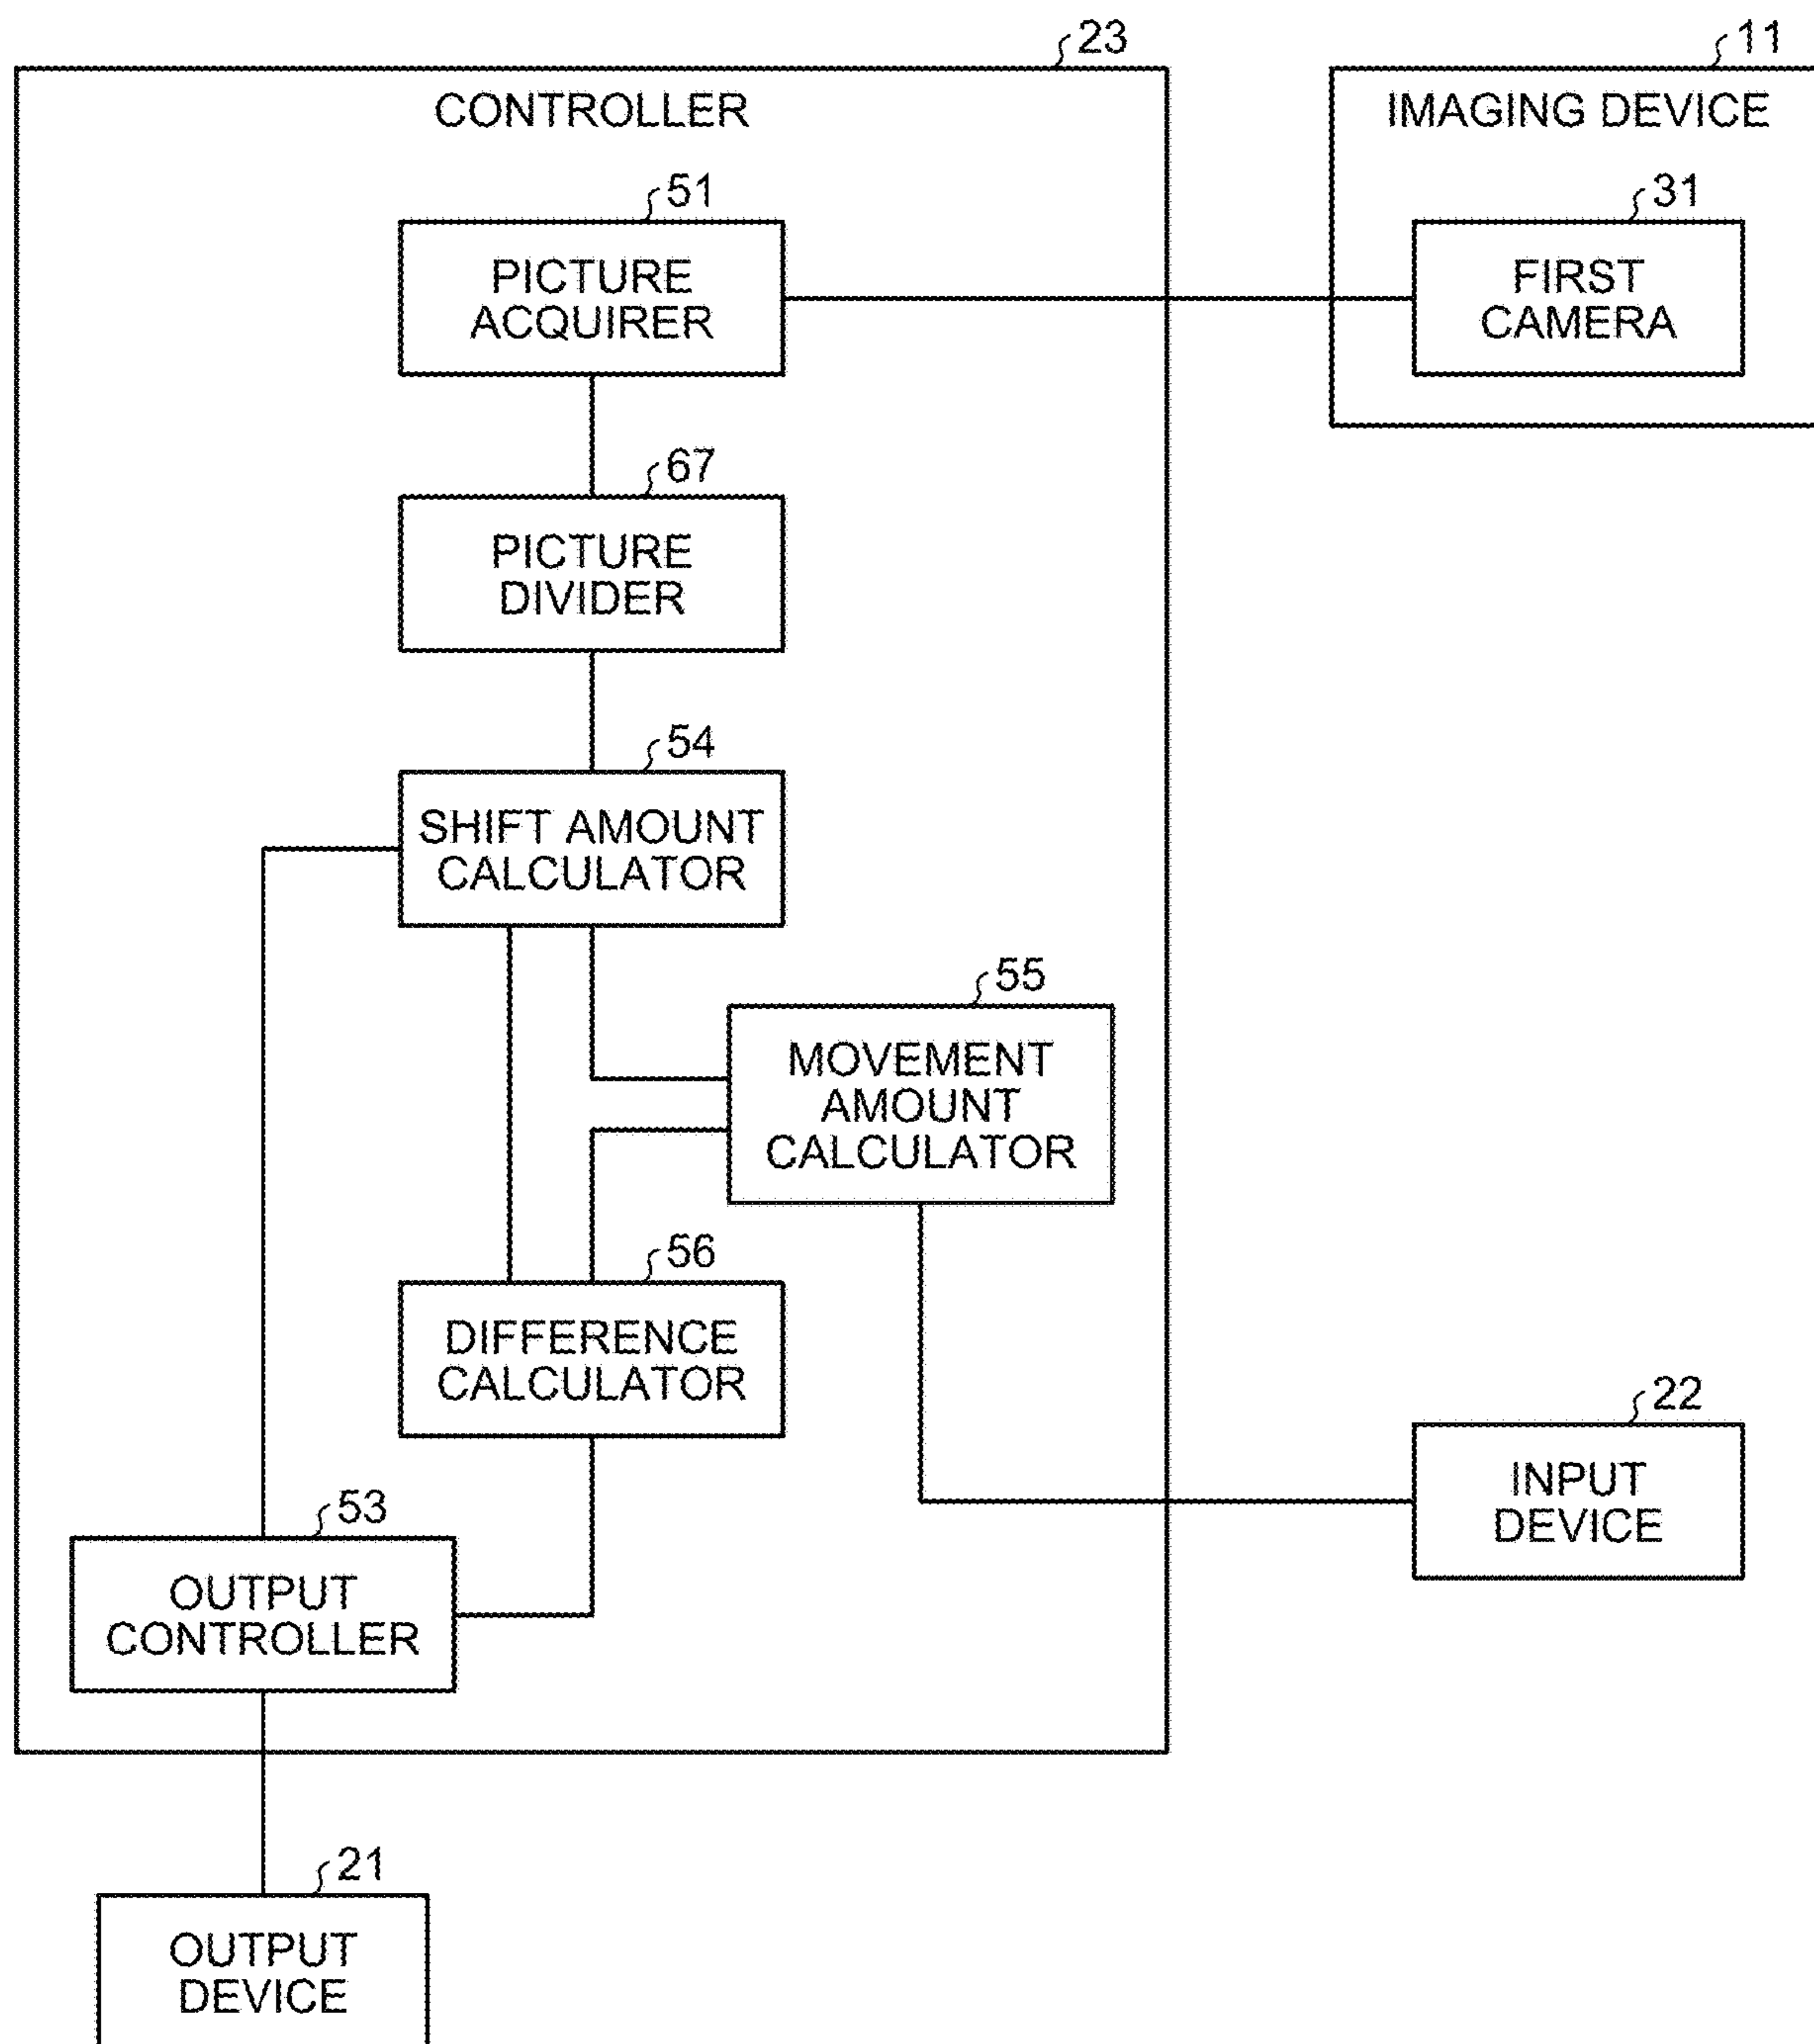 23
11
CONTROLLER
IMAGING DEVICE
51
31
PICTURE
ACQUIRER
FIRST
CAMERA
67
PICTURE
DIVIDER
54
SHIFT AMOUNT
CALCULATOR
55
MOVEMENT
AMOUNT
CALCULATOR
56
DIFFERENCE
CALCULATOR
22
INPUT
DEVICE
53
OUTPUT
CONTROLLER
21
OUTPUT
DEVICE